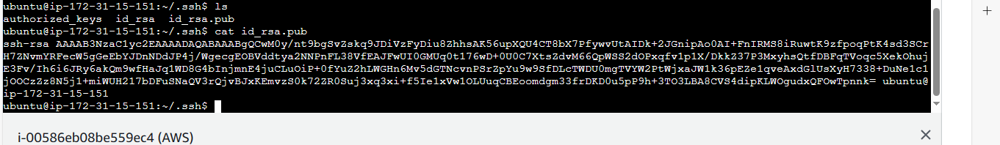 ubuntu@ip-172-31-15-151:~/.ssh$ ls
authorized_keys  id_rsa  id_rsa.pub
ubuntu@ip-172-31-15-151:~/.ssh$ cat id_rsa.pub
ssh-rsa AAAAB3NzaC1yc2EAAAADAQABAAABgQCwM0y/nt9bgSvZskq9JDiVzFyDiu8ZhhsAK56upXQU4CT8bX7PfywvUtAIDk+2JGnipAo0AI+FnIRMS8iRuwtK9zfpoqPtK4sd3SCr
H7ZNvmYRFecW5gGeEbYJDnNDdJP4j/WgecgEOBVddtya2NNPnFL38VfEAJFwUI0GMUq0t176wD+0U0C7XtsZdvM66QpWSS2dOPxqfv1p1X/DkkZ37P3MxyhsQtfDBFqTVoqc5XekOhuj
E3Fv/Ih6i6JRy6akQm9wfHaJq1WD8G4bInjmnE4juCLuOiP+0fYuZ2hLWGHn6Mv5dGTNcvnPSrZpYu9w9SfDLcTWDU0mgTVYW2PtWjxaJW1k36pEZe1qveAxdGlUsXyH7338+DuNe1c1
jOOCzZz8N5j1+miWUH217bDFuSNaQV3rQjvBJxKEmvzS0k72ZR0Suj3xq3xi+f5Ie1xVw1OLUuqCBEoomdgm33frDKD0u5pP9h+3TO3LBA8CVS4dipKLWOgudxQFOwTpnnk= ubuntu@
ip-172-31-15-151
ubuntu@ip-172-31-15-151:~/.ssh$
i-00586eb08be559ec4 (AWS)